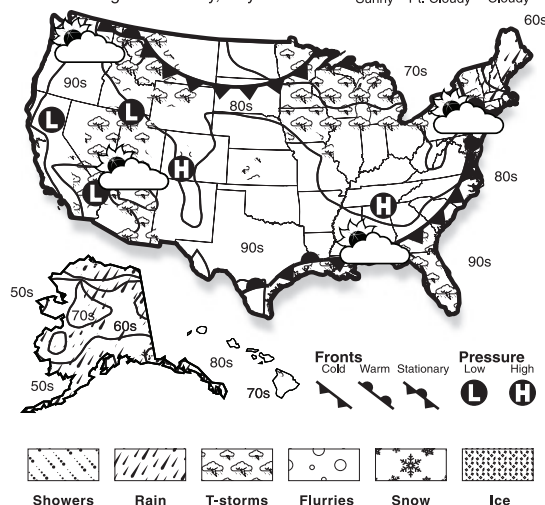 Sunny Pt. Cloudy Cloudy
60s
90s
70s
80s
L
L
H
L
H
80s
90s
90s
90s
50s
70s
60s
50s
80s
70s
Fronts
Cold Warm Stationary
Pressure
Low High
L H
Showers Rain T-storms Flurries Snow Ice